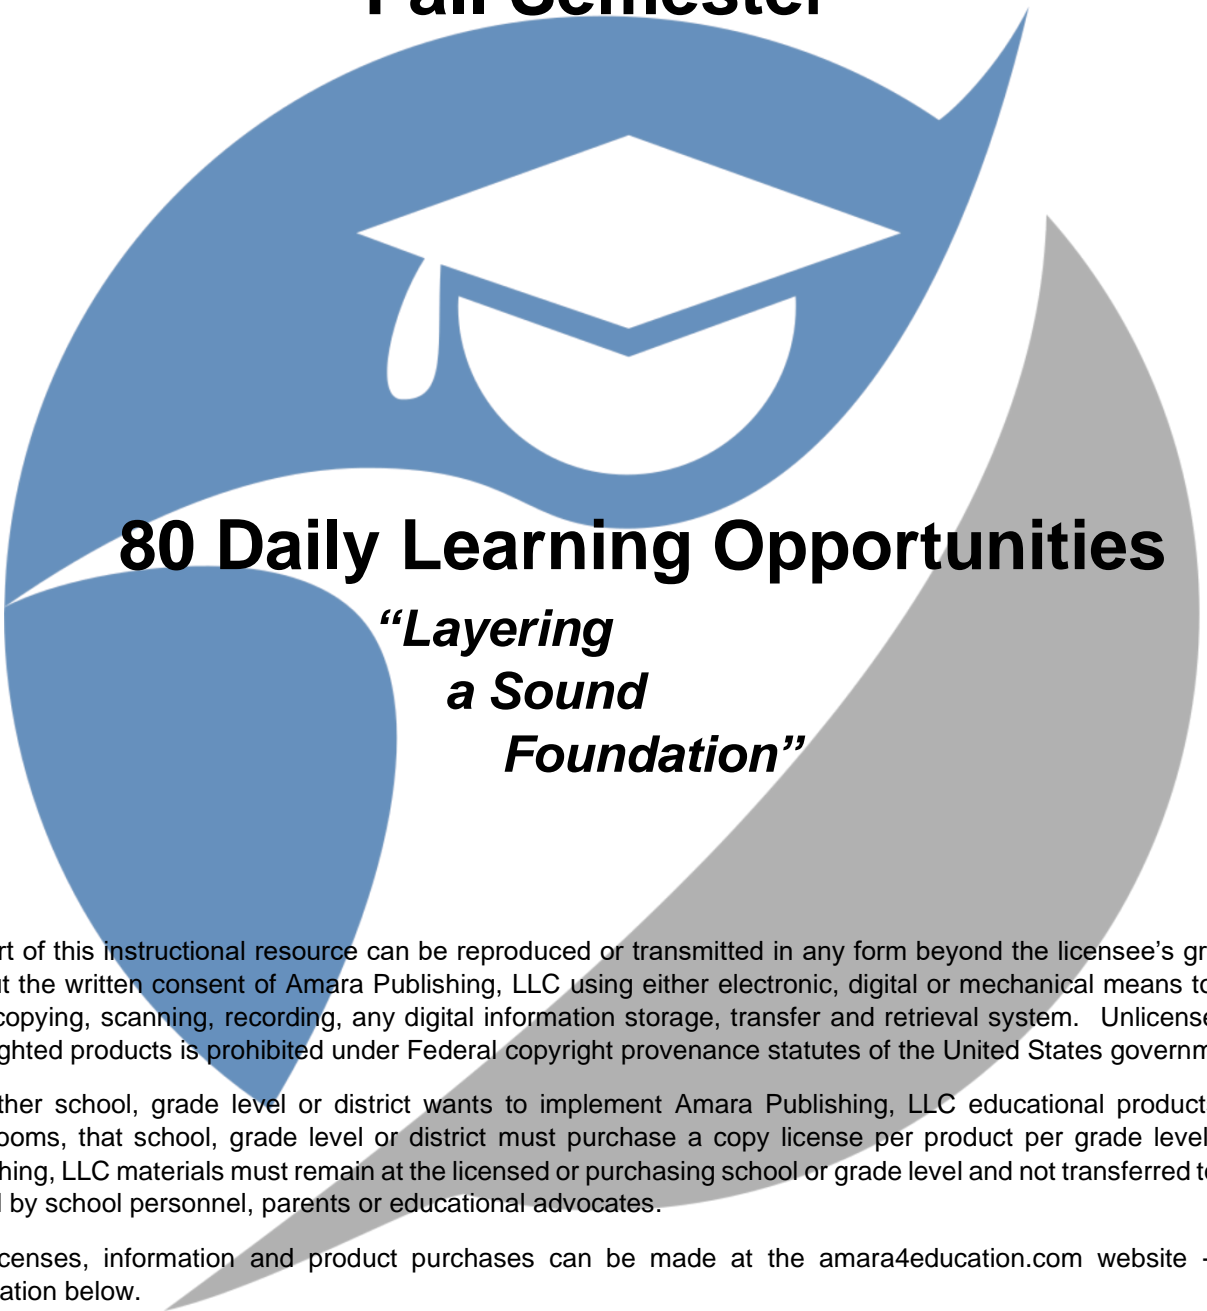 Fall Semester
80 Daily Learning Opportunities
“Layering
a Sound
Foundation”
rt of this instructional resource can be reproduced or transmitted in any form beyond the licensee’s gr
ut the written consent of Amara Publishing, LLC using either electronic, digital or mechanical means to
copying, scanning, recording, any digital information storage, transfer and retrieval system. Unlicense
ghted products is prohibited under Federal copyright provenance statutes of the United States governm
ther school, grade level or district wants to implement Amara Publishing, LLC educational product
ooms, that school, grade level or district must purchase a copy license per product per grade level
hing, LLC materials must remain at the licensed or purchasing school or grade level and not transferred to
l by school personnel, parents or educational advocates.
censes, information and product purchases can be made at the amara4education.com website -
ation below.